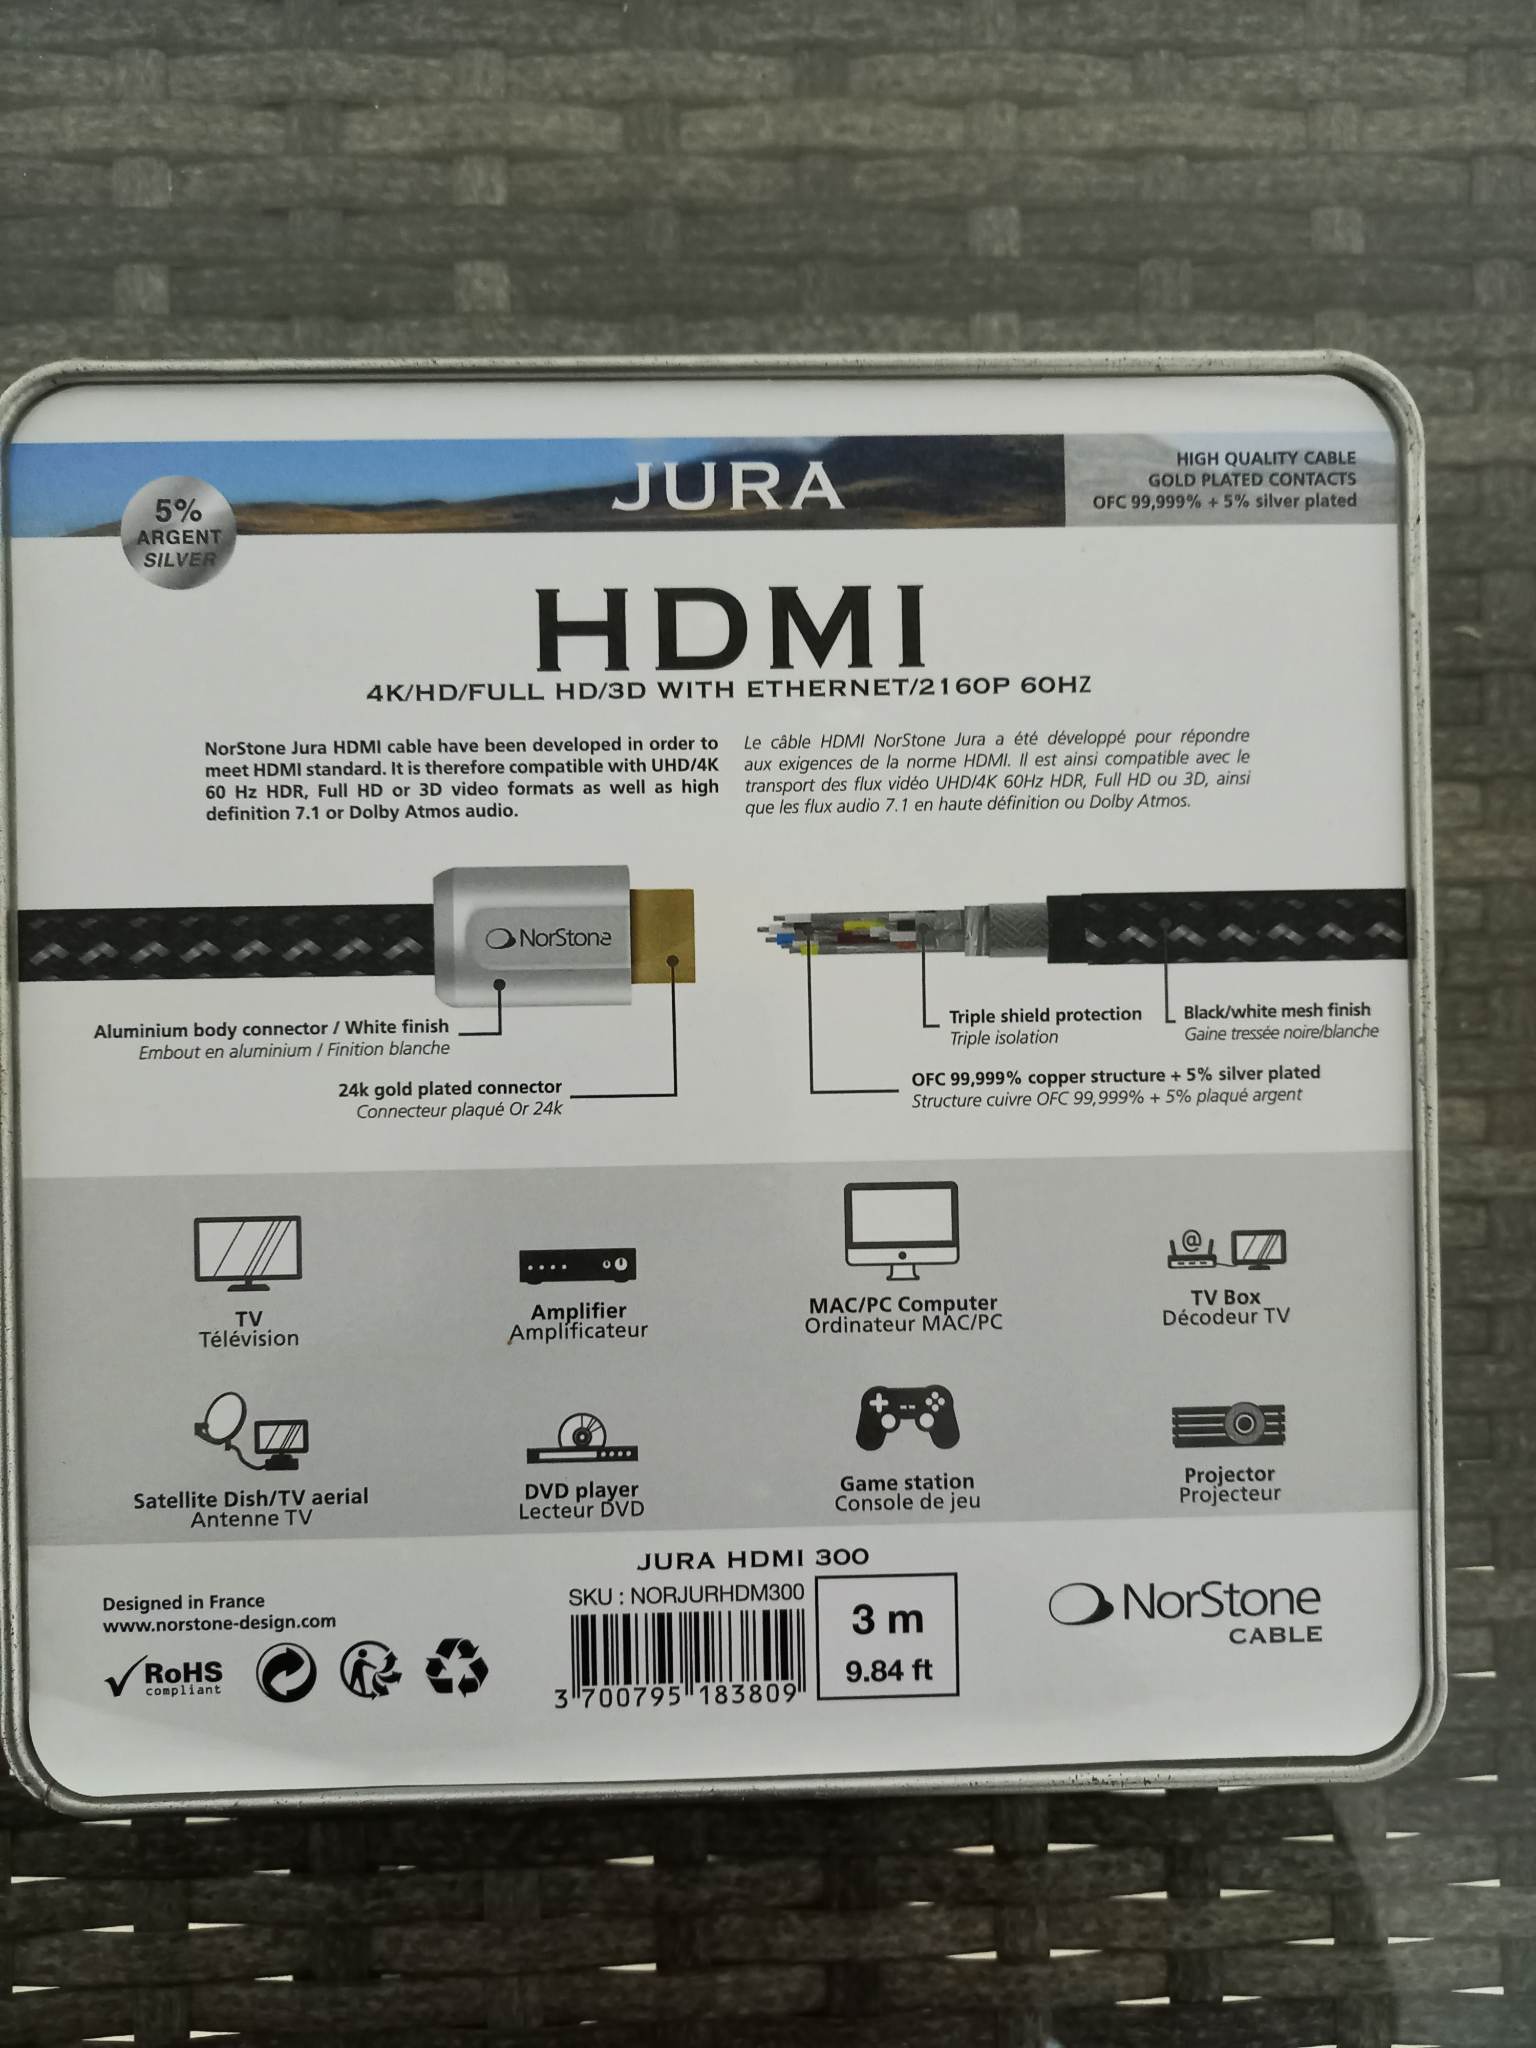 JURA
5%
ARGENT
SILVER
HIGH QUALITY CABLE
GOLD PLATED CONTACTS
OFC 99,999% + 5% silver plated
HDMI
4K/HD/FULL HD/3D WITH ETHERNET/2160P 60HZ
NorStone Jura HDMI cable have been developed in order to
meet HDMI standard. It is therefore compatible with UHD/4K
60 Hz HDR, Full HD or 3D video formats as well as high
definition 7.1 or Dolby Atmos audio.
Le câble HDMI NorStone Jura a été développé pour répondre
aux exigences de la norme HDMI. Il est ainsi compatible avec le
transport des flux vidéo UHD/4K 60Hz HDR, Full HD ou 3D, ainsi
que les flux audio 7.1 en haute définition ou Dolby Atmos.
NorStone
Aluminium body connector / White finish
Embout en aluminium / Finition blanche
24k gold plated connector
Connecteur plaqué Or 24k
Triple shield protection
Triple isolation
Black/white mesh finish
Gaine tressée noire/blanche
OFC 99,999% copper structure + 5% silver plated
Structure cuivre OFC 99,999% + 5% plaqué argent
TV
Télévision
Amplifier
Amplificateur
MAC/PC Computer
Ordinateur MAC/PC
@
TV Box
Décodeur TV
Satellite Dish/TV aerial
Antenne TV
DVD player
Lecteur DVD
Game station
Console de jeu
Projector
Projecteur
Designed in France
www.norstone-design.com
RoHS
compliant
JURA HDMI 300
SKU : NORJURHDM300
3 700795 183809
3 m
9.84 ft
NorStone
CABLE